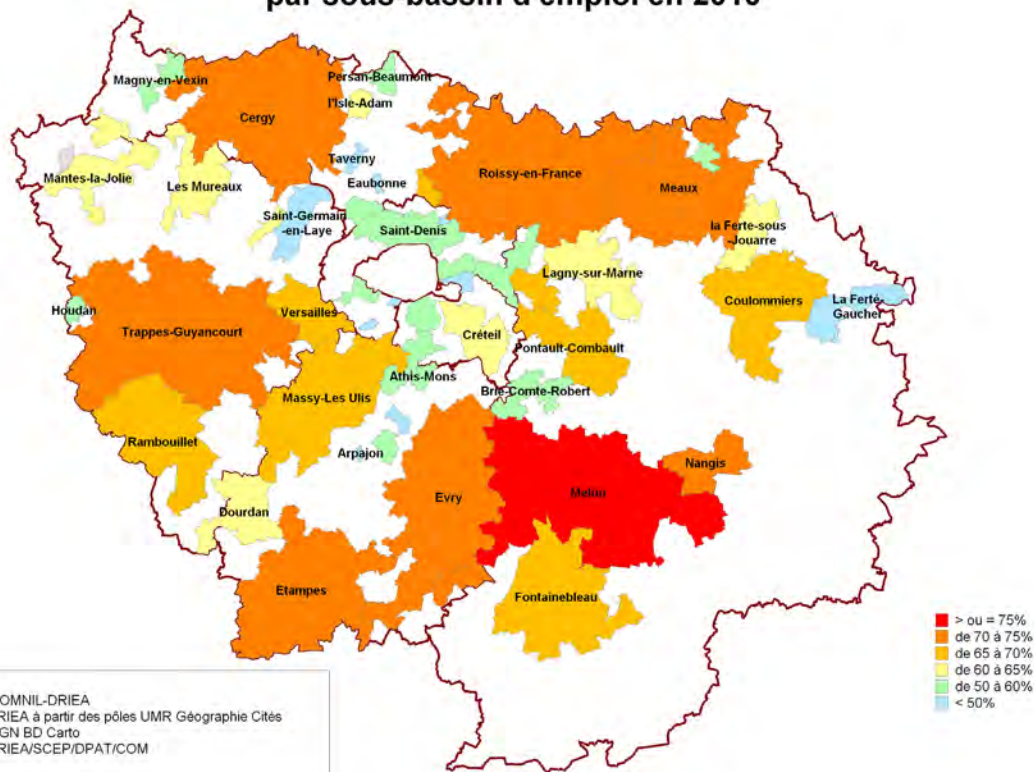 par sous-bassin d'emploi en 2010
Magny-en-Vexin
Persan-Beaumont
l'Isle-Adam
Cergy
Taverny
Eaubonne
Roissy-en-France
Meaux
Mantes-la-Jolie
Les Mureaux
Saint-Germain
-en-Laye
Saint-Denis
la Ferte-sous
-Jouarre
Lagny-sur-Marne
Houdan
Trappes-Guyancourt
Versailles
Coulommiers
La Ferté-
Gaucher
Créteil
Pontault-Combault
Massy-Les Ulis
Athis-Mons
Brie-Comte-Robert
Rambouillet
Arpajon
Nangis
Evry
Melun
Dourdan
Etampes
Fontainebleau
> ou = 75%
de 70 à 75%
de 65 à 70%
de 60 à 65%
de 50 à 60%
< 50%
OMNIL-DRIEA
RIEA à partir des pôles UMR Géographie Cités
GN BD Carto
RIEA/SCEP/DPAT/COM